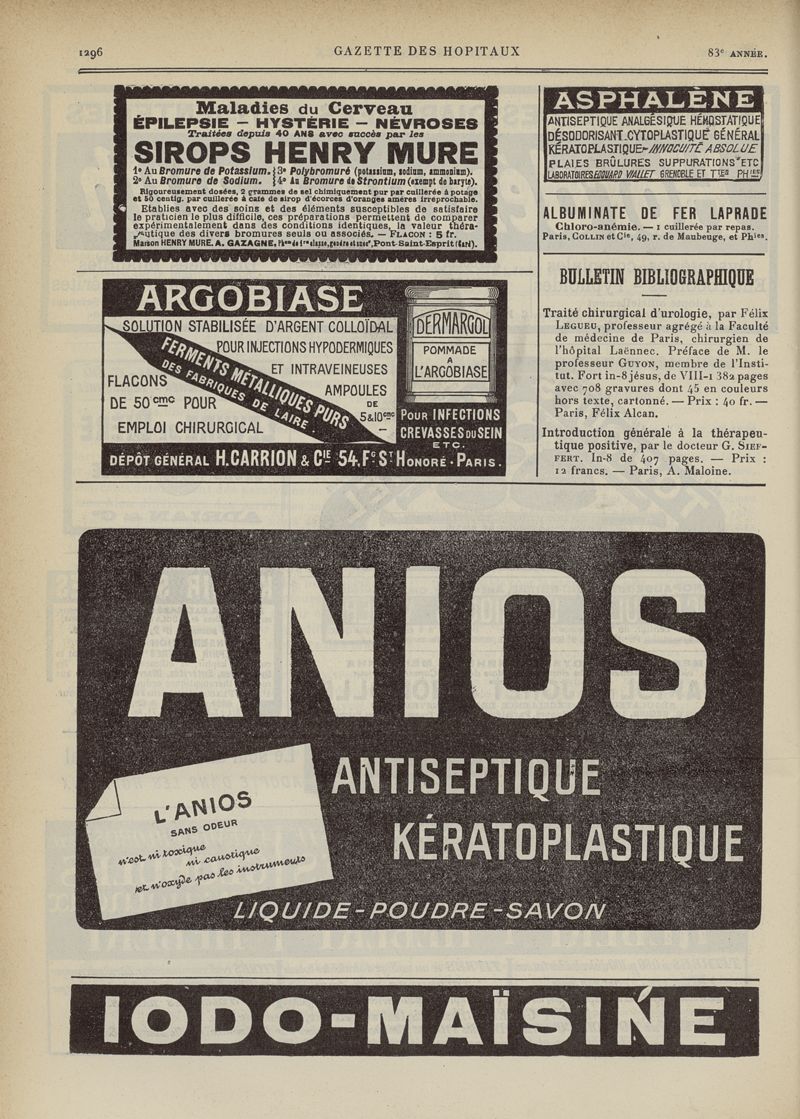 1296
GAZETTE DES HOPITAUX
83e ANNÉE.
Maladies du Cerveau
ÉPILEPSIE — HYSTÉRIE — NÉVROSES
Traitées depuis 40 ANS avec succès par les
SIROPS HENRY MURE
1° Au Bromure de Potassium. 3° Polybromuré (potassium, sodium, ammonium).
2° Au Bromure de Sodium. 4° Au Bromure de Strontium (exempt de baryte).
Rigoureusement dosées, 2 grammes de sel chimiquement pur par cuillerée à potage
et 50 centig. par cuillerée à café de sirop d'écorces d'oranges amères irréprochable.
Etablies avec des soins et des éléments susceptibles de satisfaire
le praticien le plus difficile, ces préparations permettent de comparer
expérimentalement dans des conditions identiques, la valeur théra-
peutique des divers bromures seuls ou associés. — FLACON : 5 fr.
Maison HENRY MURE. A. GAZAGNE, Phen de 1re classe, gendre et succr, Pont-Saint-Esprit (Gard).
ARGOBIASE
SOLUTION STABILISÉE D'ARGENT COLLOÏDAL
POUR INJECTIONS HYPODERMIQUES
ET INTRAVEINEUSES
FERMENTS MÉTALLIQUES PURS
DES FABRIQUES DE LAIRE.
FLACONS
DE 50 cmc POUR
EMPLOI CHIRURGICAL
AMPOULES
DE
5 & 10 cmc
DERMARGOL
POMMADE
A
L'ARGOBIASE
POUR INFECTIONS
CREVASSES DU SEIN
ETC.
DÉPÔT GÉNÉRAL H. CARRION & CIE 54, Fg ST HONORÉ · PARIS.
ASPHALÈNE
ANTISEPTIQUE ANALGÉSIQUE HÉMOSTATIQUE
DÉSODORISANT. CYTOPLASTIQUE GÉNÉRAL
KÉRATOPLASTIQUE - INNOCUITÉ ABSOLUE
PLAIES BRÛLURES SUPPURATIONS ETC
LABORATOIRES EDOUARD VIALLET GRENOBLE ET TTES PHIES
ALBUMINATE DE FER LAPRADE
Chloro-anémie. — 1 cuillerée par repas.
Paris, COLLIN et Cie, 49, r. de Maubeuge, et Phies.
BULLETIN BIBLIOGRAPHIQUE
Traité chirurgical d'urologie, par Félix
LEGUEU, professeur agrégé à la Faculté
de médecine de Paris, chirurgien de
l'hôpital Laënnec. Préface de M. le
professeur GUYON, membre de l'Insti-
tut. Fort in-8 jésus, de VIII-1 382 pages
avec 708 gravures dont 45 en couleurs
hors texte, cartonné. — Prix : 40 fr. —
Paris, Félix Alcan.
Introduction générale à la thérapeu-
tique positive, par le docteur G. SIEF-
FERT. In-8 de 407 pages. — Prix :
12 francs. — Paris, A. Maloine.
ANIOS
ANTISEPTIQUE
KÉRATOPLASTIQUE
L'ANIOS
SANS ODEUR
n'est ni toxique
ni caustique
et n'oxyde pas les instruments
LIQUIDE - POUDRE - SAVON
IODO-MAÏSINE